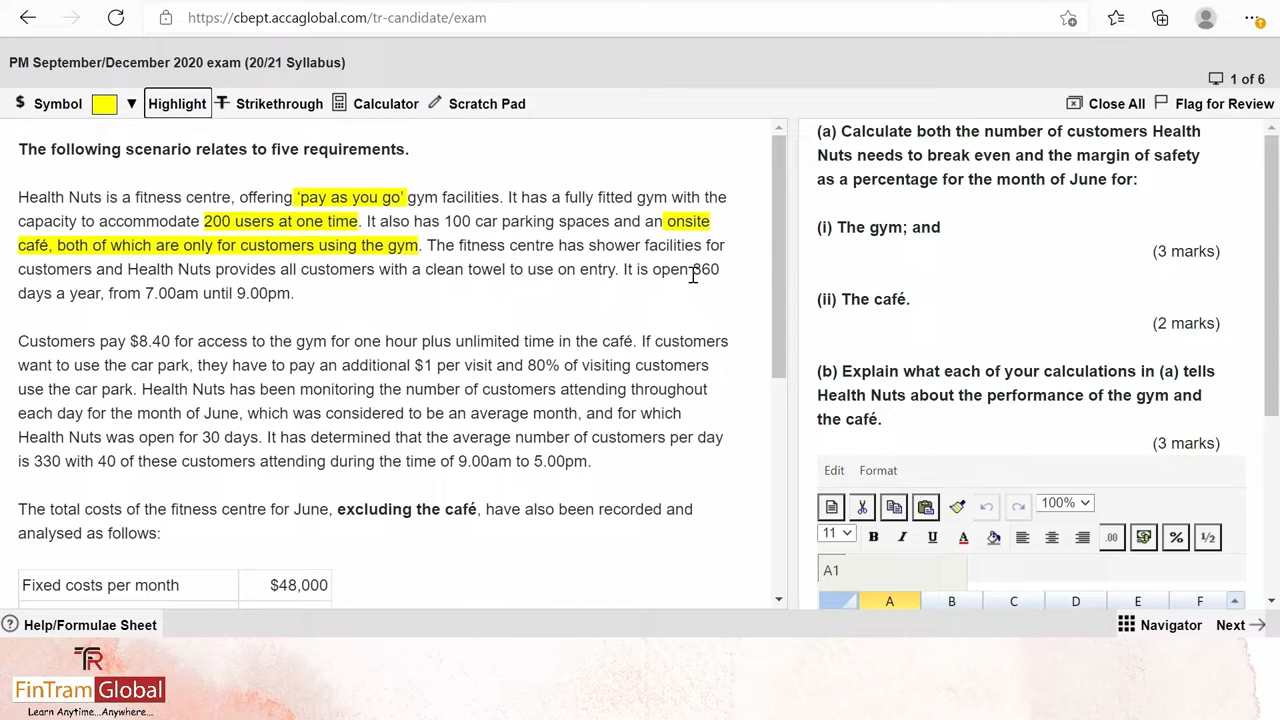 https://cbept.accaglobal.com/tr-candidate/exam
PM September/December 2020 exam (20/21 Syllabus)
1 of 6
$ Symbol Highlight Strikethrough Calculator Scratch Pad Close All Flag for Review
The following scenario relates to five requirements.
Health Nuts is a fitness centre, offering ‘pay as you go’ gym facilities. It has a fully fitted gym with the
capacity to accommodate 200 users at one time. It also has 100 car parking spaces and an onsite
café, both of which are only for customers using the gym. The fitness centre has shower facilities for
customers and Health Nuts provides all customers with a clean towel to use on entry. It is open 360
days a year, from 7.00am until 9.00pm.
Customers pay $8.40 for access to the gym for one hour plus unlimited time in the café. If customers
want to use the car park, they have to pay an additional $1 per visit and 80% of visiting customers
use the car park. Health Nuts has been monitoring the number of customers attending throughout
each day for the month of June, which was considered to be an average month, and for which
Health Nuts was open for 30 days. It has determined that the average number of customers per day
is 330 with 40 of these customers attending during the time of 9.00am to 5.00pm.
The total costs of the fitness centre for June, excluding the café, have also been recorded and
analysed as follows:
Fixed costs per month $48,000
(a) Calculate both the number of customers Health
Nuts needs to break even and the margin of safety
as a percentage for the month of June for:
(i) The gym; and
(3 marks)
(ii) The café.
(2 marks)
(b) Explain what each of your calculations in (a) tells
Health Nuts about the performance of the gym and
the café.
(3 marks)
Edit Format
100%
11 B I U A .00 % 1/2
A1
A B C D E F
Help/Formulae Sheet
Navigator Next
TR
FinTram Global
Learn Anytime...Anywhere...